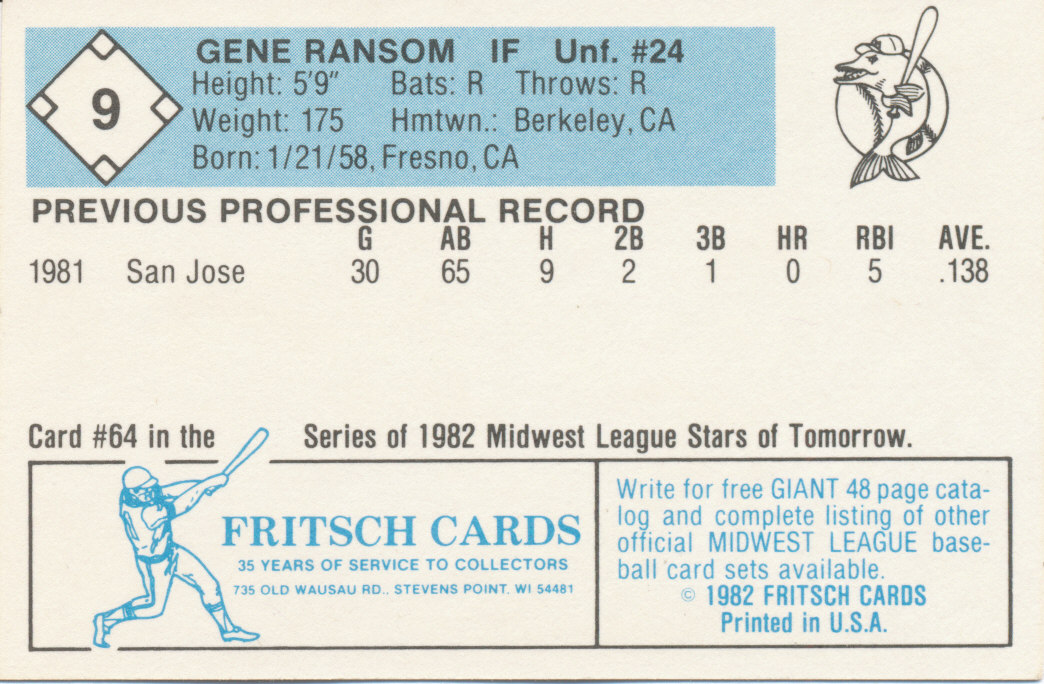 9
GENE RANSOM IF Unf. #24
Height: 5'9" Bats: R Throws: R
Weight: 175 Hmtwn.: Berkeley, CA
Born: 1/21/58, Fresno, CA
PREVIOUS PROFESSIONAL RECORD
G AB H 2B 3B HR RBI AVE.
1981 San Jose 30 65 9 2 1 0 5 .138
Card #64 in the Series of 1982 Midwest League Stars of Tomorrow.
FRITSCH CARDS
35 YEARS OF SERVICE TO COLLECTORS
735 OLD WAUSAU RD., STEVENS POINT. WI 54481
Write for free GIANT 48 page cata-
log and complete listing of other
official MIDWEST LEAGUE base-
ball card sets available.
© 1982 FRITSCH CARDS
Printed in U.S.A.